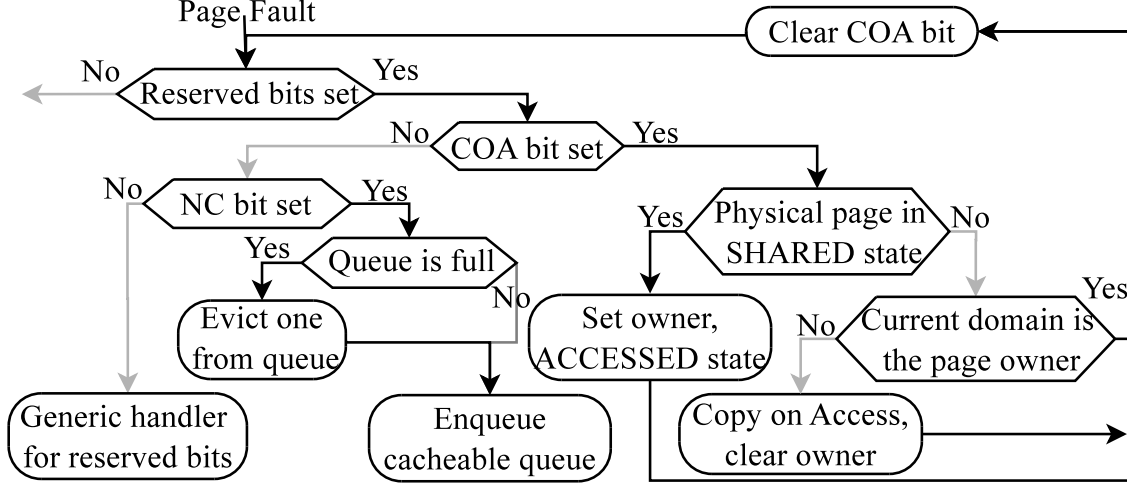 Page Fault
Clear COA bit
No
Reserved bits set
Yes
No
COA bit set
Yes
No
NC bit set
Yes
Yes
Physical page in
SHARED state
No
Yes
Queue is full
No
Evict one
from queue
Set owner,
ACCESSED state
Yes
No
Current domain is
the page owner
Generic handler
for reserved bits
Enqueue
cacheable queue
Copy on Access,
clear owner